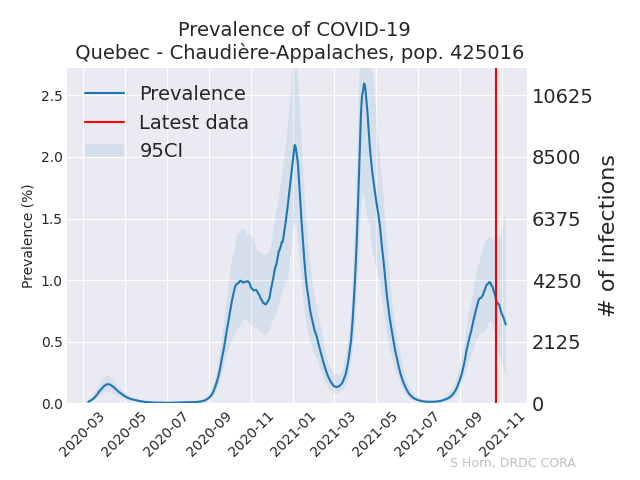 Prevalence of COVID-19
Quebec - Chaudière-Appalaches, pop. 425016
Prevalence
Latest data
95CI
Prevalence (%)
2.5
2.0
1.5
1.0
0.5
0.0
# of infections
10625
8500
6375
4250
2125
0
2020-03
2020-05
2020-07
2020-09
2020-11
2021-01
2021-03
2021-05
2021-07
2021-09
2021-11
S Horn, DRDC CORA